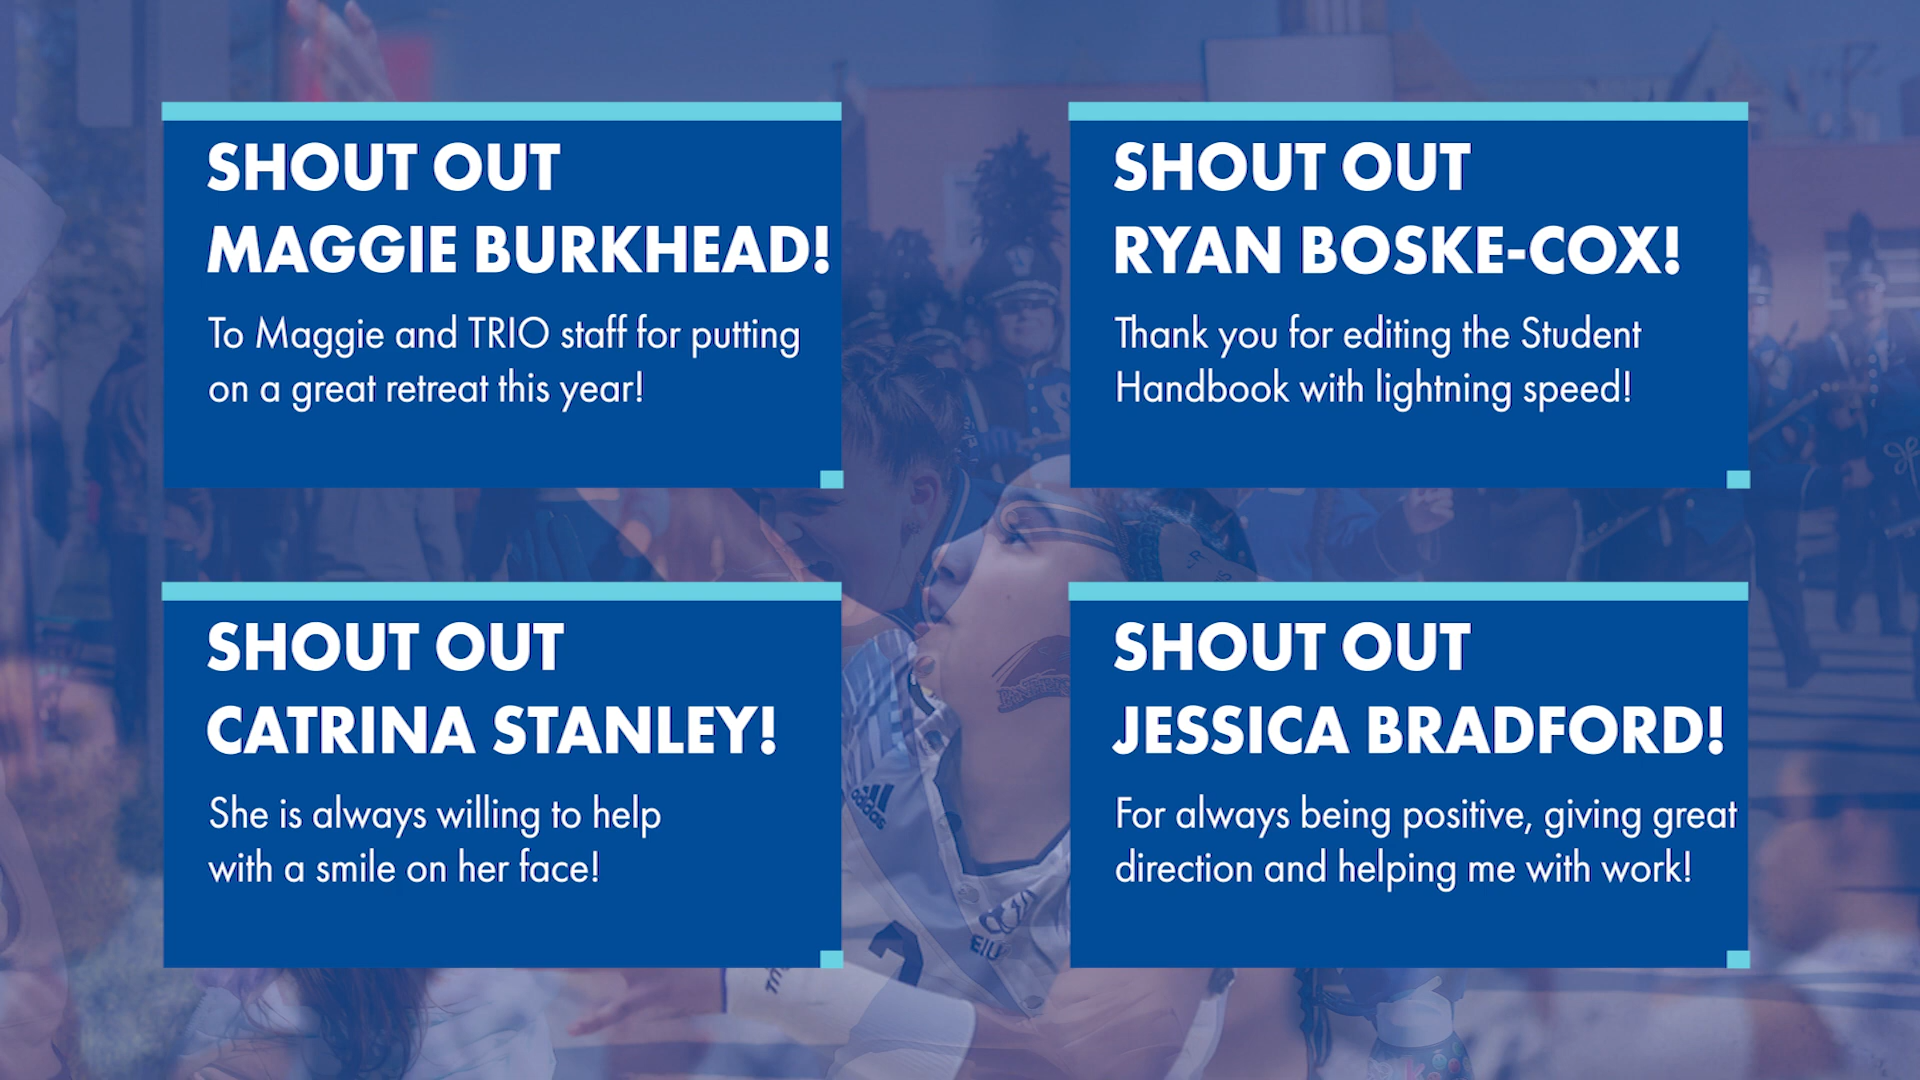 SHOUT OUT
MAGGIE BURKHEAD!
To Maggie and TRIO staff for putting
on a great retreat this year!
SHOUT OUT
RYAN BOSKE-COX!
Thank you for editing the Student
Handbook with lightning speed!
SHOUT OUT
CATRINA STANLEY!
She is always willing to help
with a smile on her face!
SHOUT OUT
JESSICA BRADFORD!
For always being positive, giving great
direction and helping me with work!
adidas
EIU